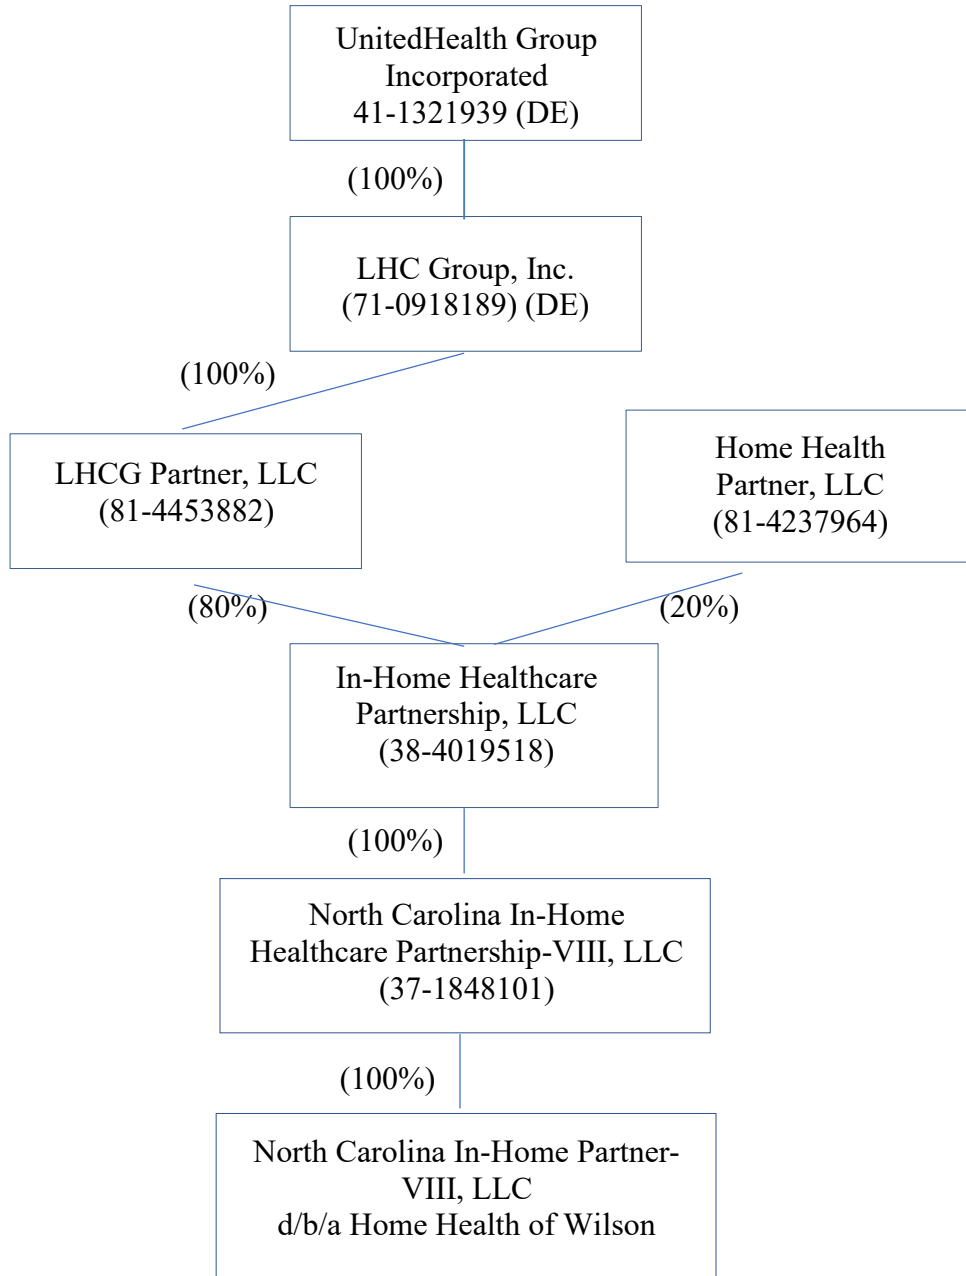 UnitedHealth Group
Incorporated
41-1321939 (DE)
(100%)
LHC Group, Inc.
(71-0918189) (DE)
(100%)
LHCG Partner, LLC
(81-4453882)
Home Health
Partner, LLC
(81-4237964)
(80%)
(20%)
In-Home Healthcare
Partnership, LLC
(38-4019518)
(100%)
North Carolina In-Home
Healthcare Partnership-VIII, LLC
(37-1848101)
(100%)
North Carolina In-Home Partner-
VIII, LLC
d/b/a Home Health of Wilson